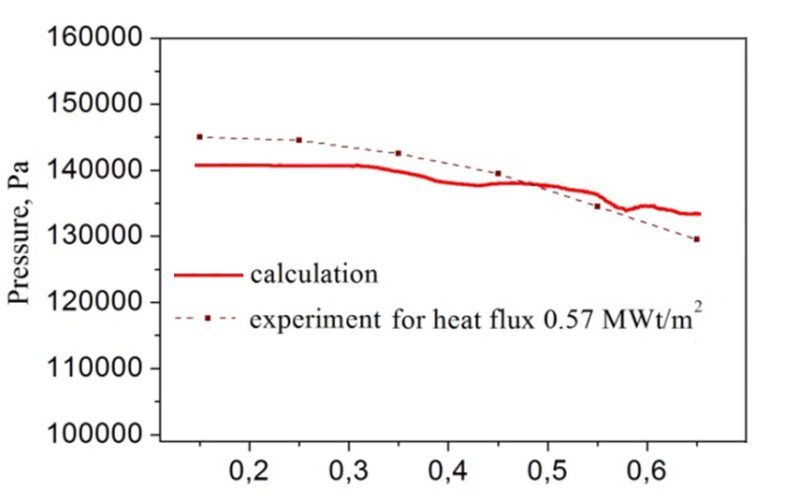 160000
150000
140000
130000
120000
110000
100000
Pressure, Pa
calculation
experiment for heat flux 0.57 MWt/m²
0,2 0,3 0,4 0,5 0,6